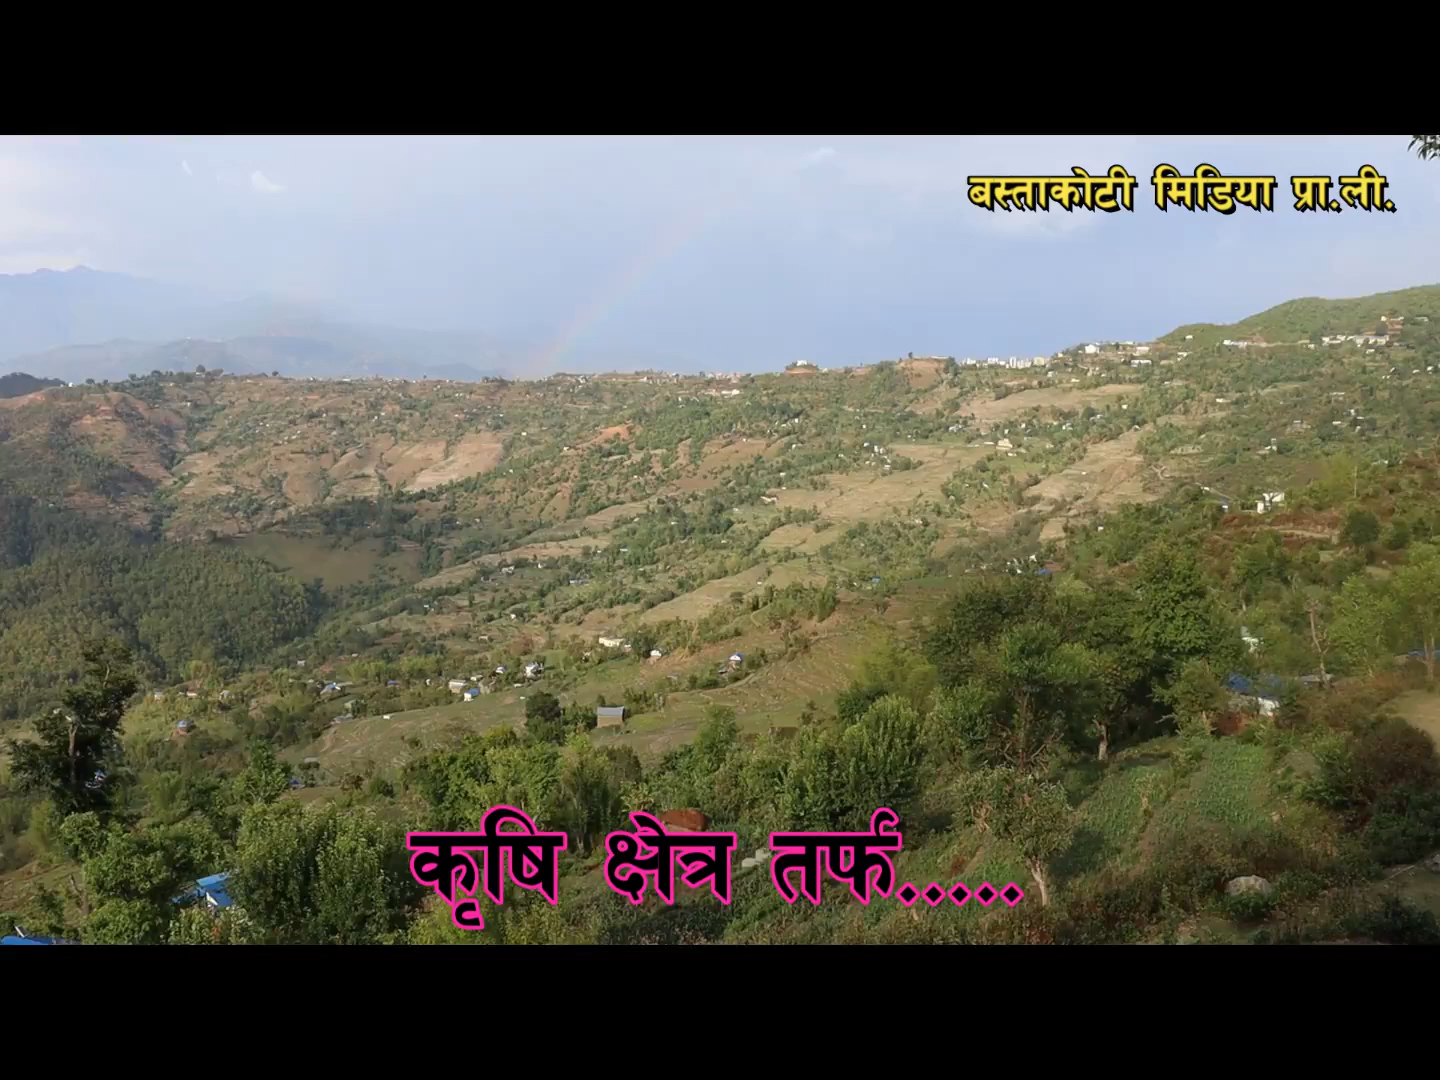 बस्ताकोटी मिडिया प्रा.ली.
कृषि क्षेत्र तर्फ.....